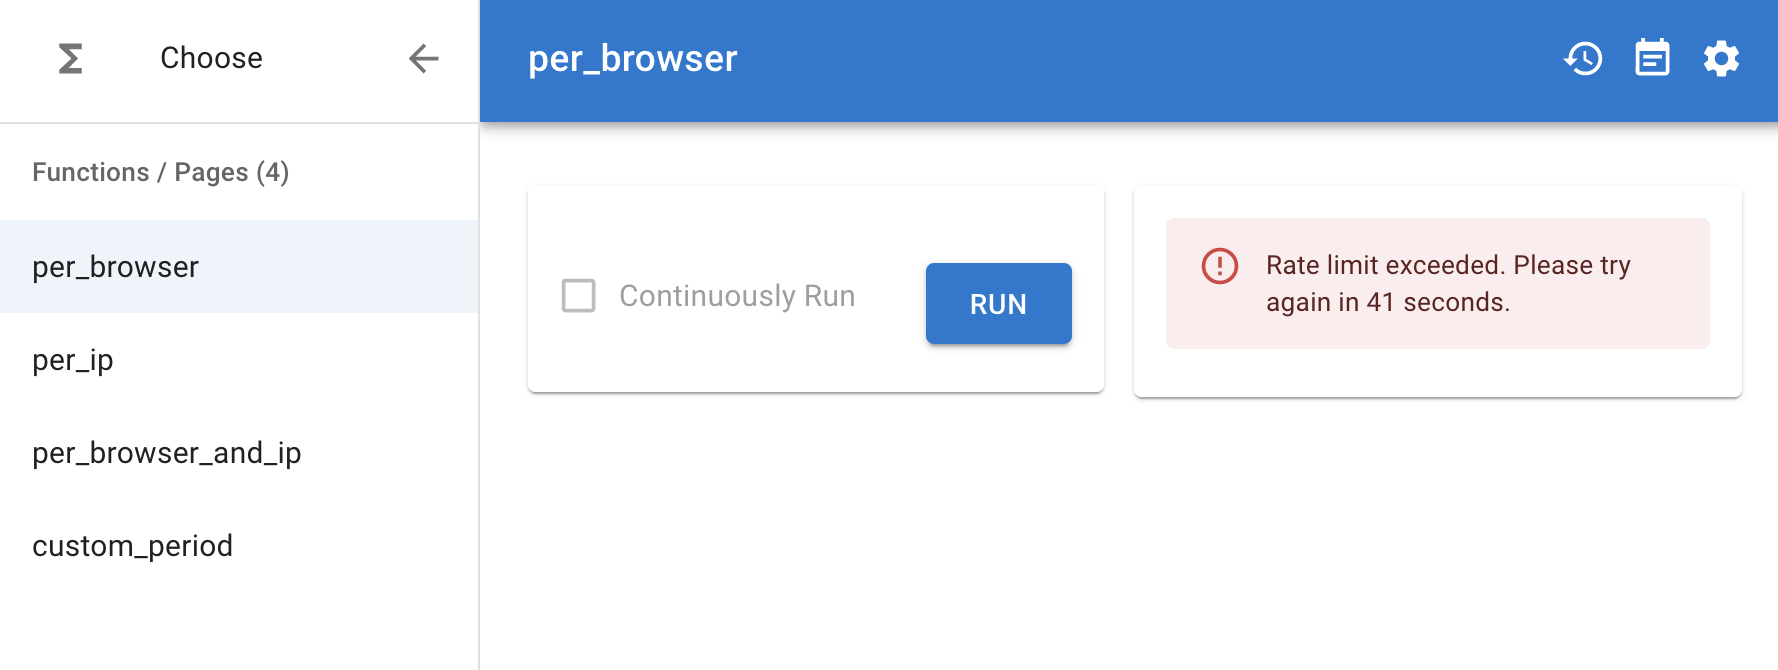 Choose
Functions / Pages (4)
per_browser
per_ip
per_browser_and_ip
custom_period
per_browser
Continuously Run
RUN
Rate limit exceeded. Please try
again in 41 seconds.